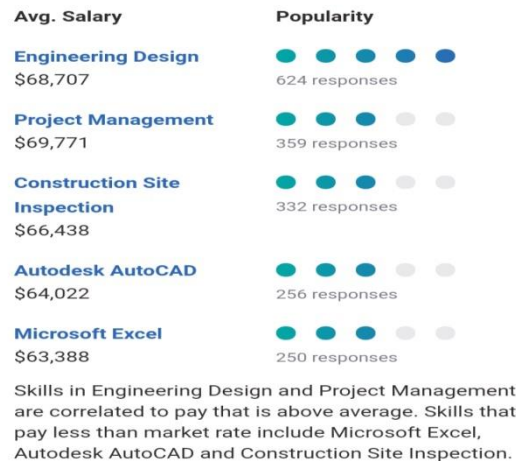 Avg. Salary Popularity
Engineering Design
$68,707 624 responses
Project Management
$69,771 359 responses
Construction Site
Inspection 332 responses
$66,438
Autodesk AutoCAD
$64,022 256 responses
Microsoft Excel
$63,388 250 responses
Skills in Engineering Design and Project Management
are correlated to pay that is above average. Skills that
pay less than market rate include Microsoft Excel,
Autodesk AutoCAD and Construction Site Inspection.